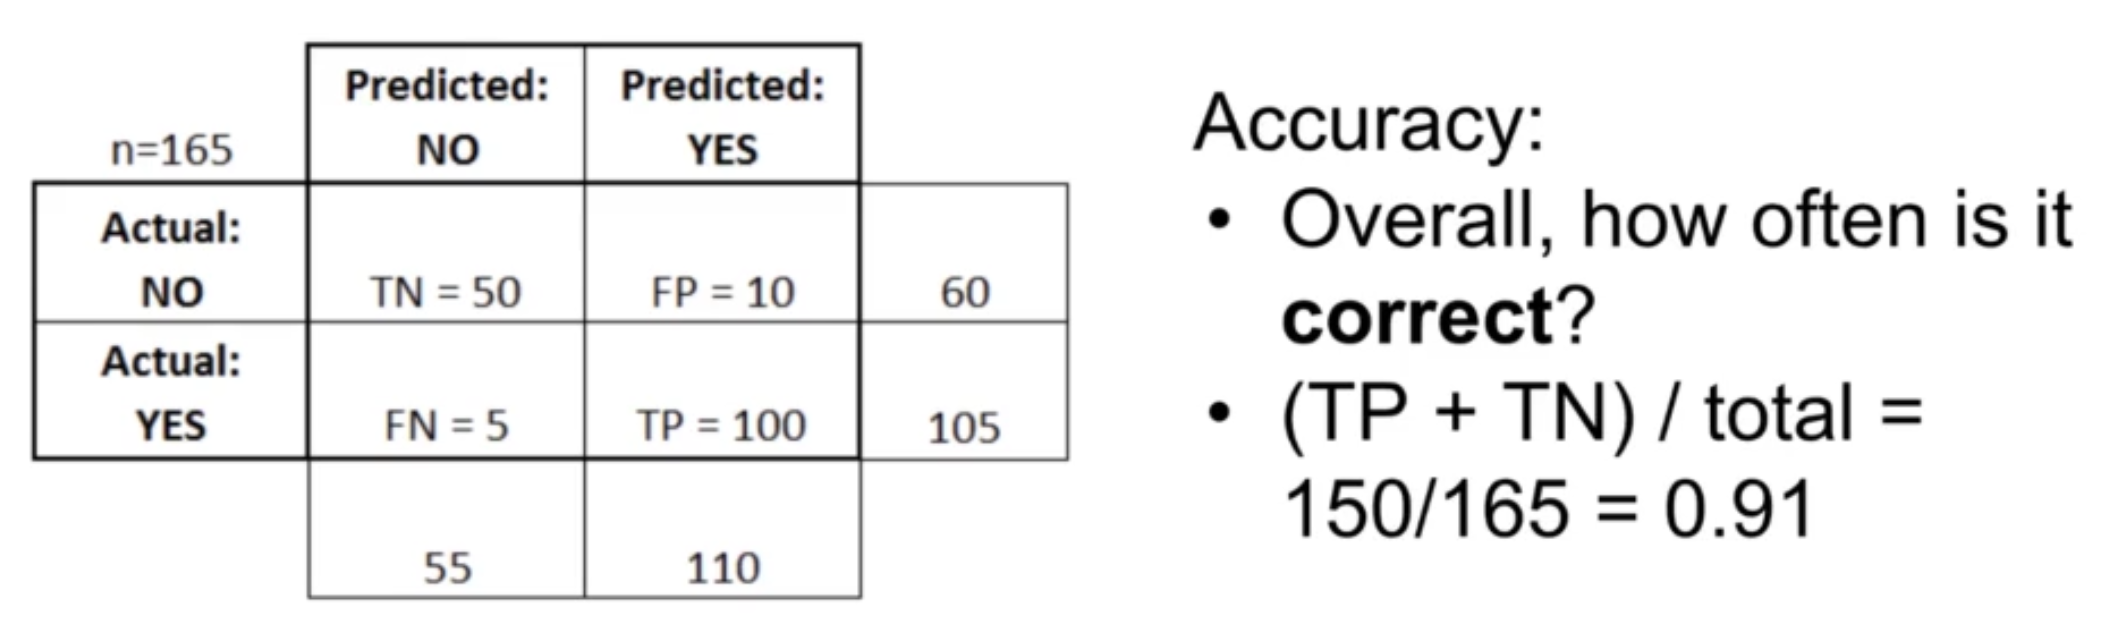 Predicted: Predicted:
n=165 NO YES
Actual:
NO TN = 50 FP = 10 60
Actual:
YES FN = 5 TP = 100 105
55 110
Accuracy:
• Overall, how often is it
correct?
• (TP + TN) / total =
150/165 = 0.91